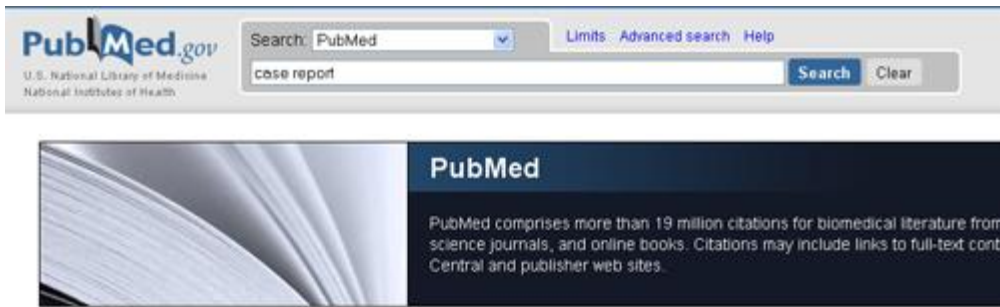 PubMed.gov
U.S. National Library of Medicine
National Institutes of Health
Search: PubMed
Limits Advanced search Help
case report
Search Clear
PubMed
PubMed comprises more than 19 million citations for biomedical literature from
science journals, and online books. Citations may include links to full-text cont
Central and publisher web sites.